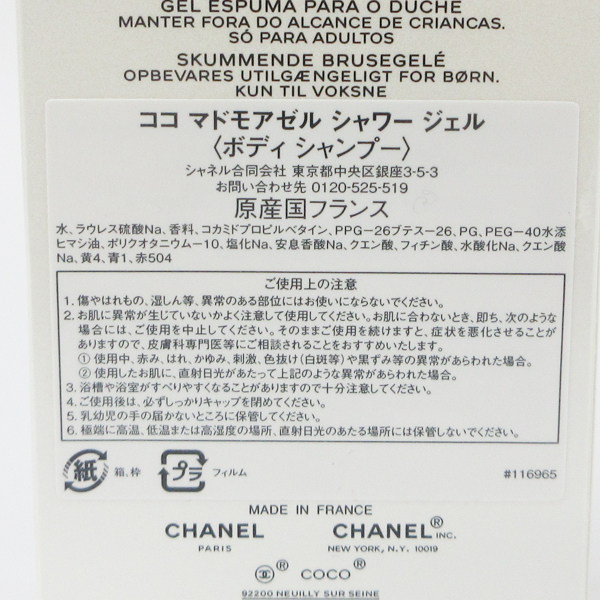 GEL ESPUMA PARA O DUCHE
MANTER FORA DO ALCANCE DE CRIANCAS.
SÓ PARA ADULTOS
SKUMMENDE BRUSEGELÉ
OPBEVARES UTILGÆNGELIGT FOR BØRN.
KUN TIL VOKSNE
ココ マドモアゼル シャワー ジェル
〈ボディ シャンプー〉
シャネル合同会社 東京都中央区銀座3-5-3
お問い合わせ先 0120-525-519
原産国フランス
水、ラウレス硫酸Na、香料、コカミドプロピルベタイン、PPG-26ブテス-26、PG、PEG-40水添
ヒマシ油、ポリクオタニウム-10、塩化Na、安息香酸Na、クエン酸、フィチン酸、水酸化Na、クエン酸
Na、黄4、青1、赤504
ご使用上の注意
1. 傷やはれもの、湿しん等、異常のある部位にはお使いにならないでください。
2. お肌に異常が生じていないかよく注意して使用してください。お肌に合わないとき、即ち、次のような
場合には、ご使用を中止してください。そのままご使用を続けますと、症状を悪化させることが
ありますので、皮膚科専門医等にご相談されることをおすすめいたします。
① 使用中、赤み、はれ、かゆみ、刺激、色抜け(白斑等)や黒ずみ等の異常があらわれた場合。
② 使用したお肌に、直射日光があたって上記のような異常があらわれた場合。
3. 浴槽や浴室がすべりやすくなることがありますので十分注意してください。
4. ご使用後は、必ずしっかりキャップを閉めてください。
5. 乳幼児の手の届かないところに保管してください。
6. 極端に高温、低温または高湿度の場所、直射日光のあたる場所には保管しないでください。
紙 箱、枠 プラ フィルム #116965
MADE IN FRANCE
CHANEL CHANEL® INC.
PARIS NEW YORK, N.Y. 10019
® COCO®
92200 NEUILLY SUR SEINE